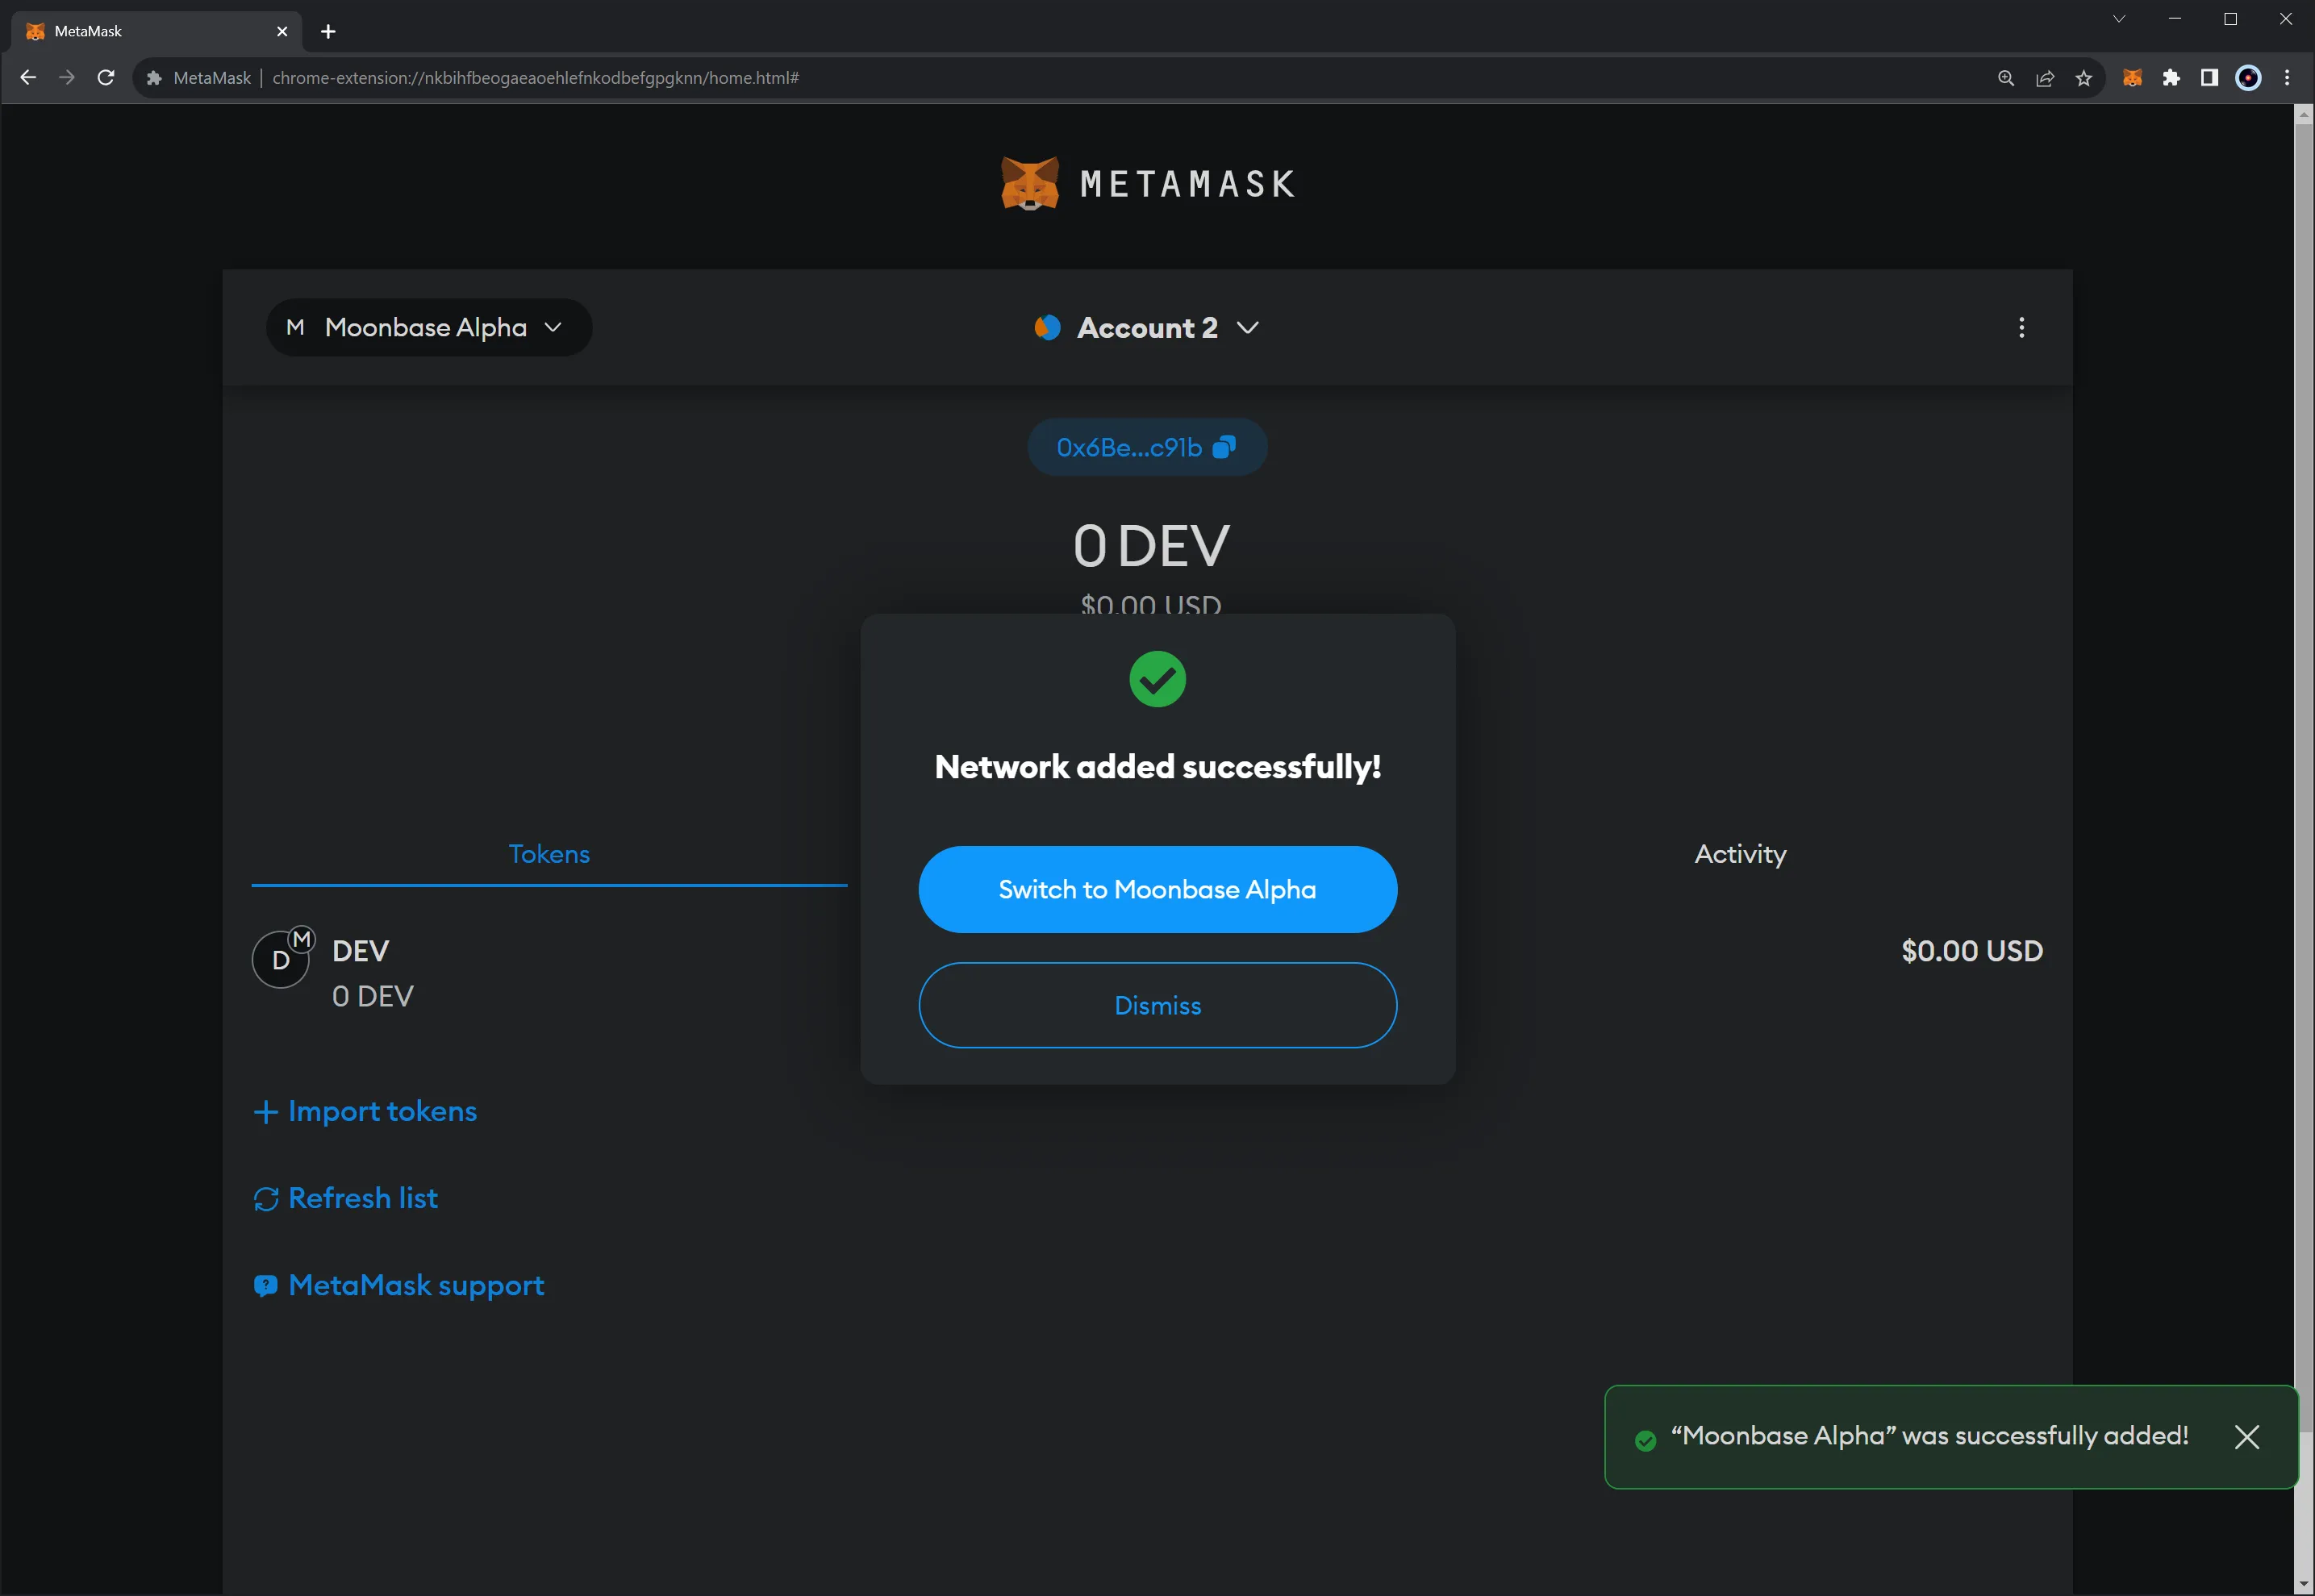 MetaMask
MetaMask | chrome-extension://nkbihfbeogaeaoehlefnkodbefgpgknn/home.html#
METAMASK
M Moonbase Alpha
Account 2
0x6Be...c91b
0 DEV
$0.00 USD
Network added successfully!
Switch to Moonbase Alpha
Dismiss
Tokens
Activity
D M DEV
$0.00 USD
0 DEV
Import tokens
Refresh list
MetaMask support
“Moonbase Alpha” was successfully added!